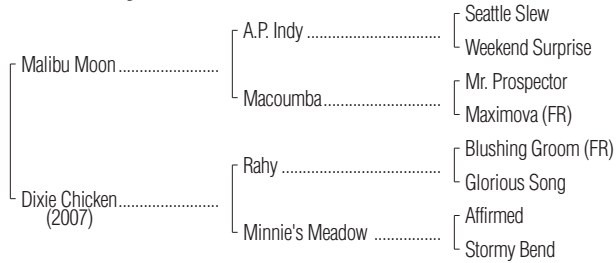 Seattle Slew
A.P. Indy ................................
Weekend Surprise
Malibu Moon ........................
Mr. Prospector
Macoumba............................
Maximova (FR)
Blushing Groom (FR)
Rahy ......................................
Glorious Song
Dixie Chicken........................
(2007)
Affirmed
Minnie's Meadow .................
Stormy Bend